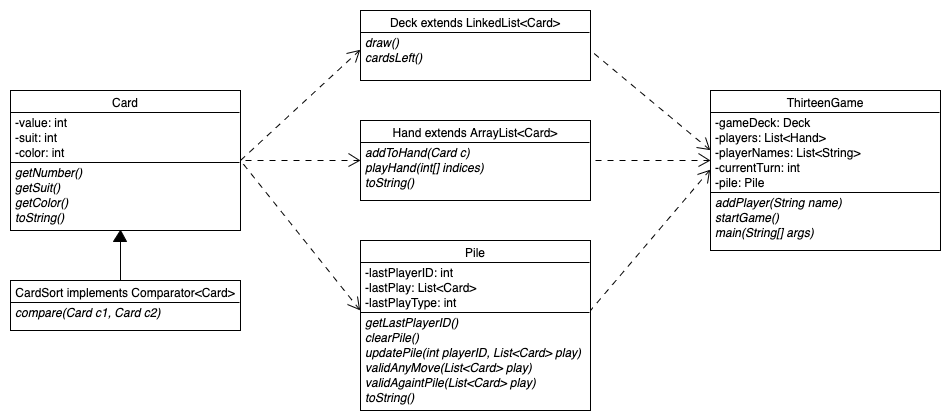 Deck extends LinkedList<Card>
draw()
cardsLeft()
Card
-value: int
-suit: int
-color: int
getNumber()
getSuit()
getColor()
toString()
Hand extends ArrayList<Card>
addToHand(Card c)
playHand(int[] indices)
toString()
ThirteenGame
-gameDeck: Deck
-players: List<Hand>
-playerNames: List<String>
-currentTurn: int
-pile: Pile
addPlayer(String name)
startGame()
main(String[] args)
CardSort implements Comparator<Card>
compare(Card c1, Card c2)
Pile
-lastPlayerID: int
-lastPlay: List<Card>
-lastPlayType: int
getLastPlayerID()
clearPile()
updatePile(int playerID, List<Card> play)
validAnyMove(List<Card> play)
validAgaintPile(List<Card> play)
toString()